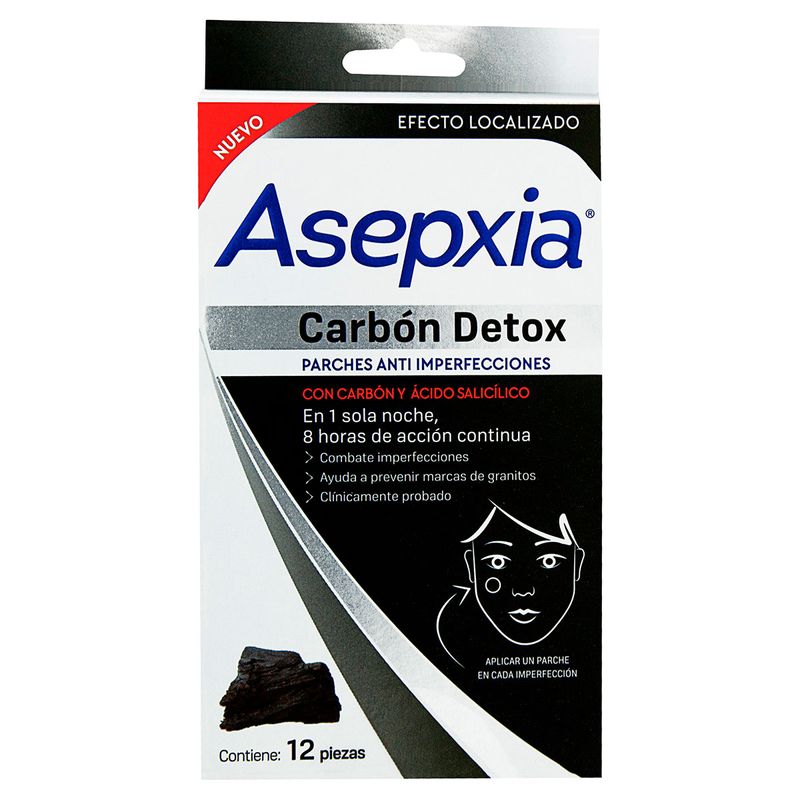 NUEVO
EFECTO LOCALIZADO
Asepxia®
Carbón Detox
PARCHES ANTI IMPERFECCIONES
CON CARBÓN Y ÁCIDO SALICÍLICO
En 1 sola noche,
8 horas de acción continua
> Combate imperfecciones
> Ayuda a prevenir marcas de granitos
> Clínicamente probado
APLICAR UN PARCHE
EN CADA IMPERFECCIÓN
Contiene: 12 piezas